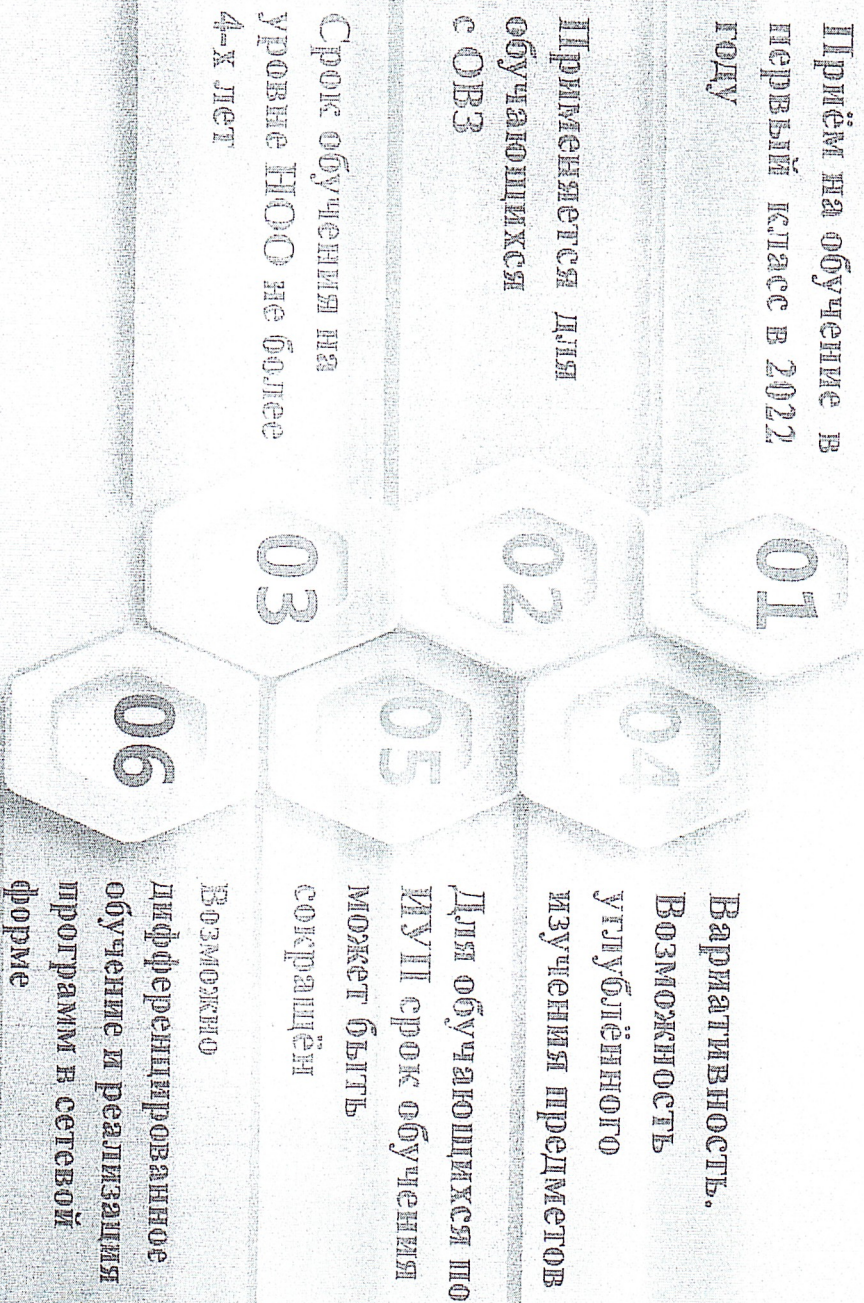 Приём на обучение в
первый класс в 2022
году
01
Применяется для
обучающихся
с ОВЗ
02
Срок обучения на
уровне НОО не более
4-х лет
03
04
Вариативность.
Возможность
углублённого
изучения предметов
05
Для обучающихся по
ИУП срок обучения
может быть
сокращён
06
Возможно
дифференцированное
обучение и реализация
программ в сетевой
форме